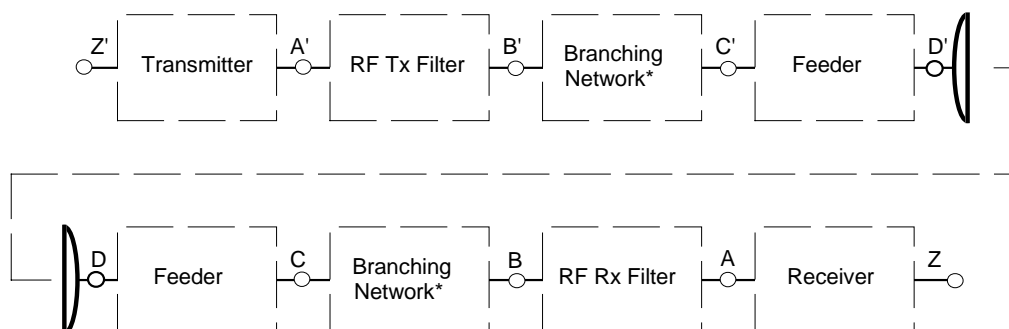 Z'
Transmitter
A'
RF Tx Filter
B'
Branching
Network*
C'
Feeder
D'
D
Feeder
C
Branching
Network*
B
RF Rx Filter
A
Receiver
Z